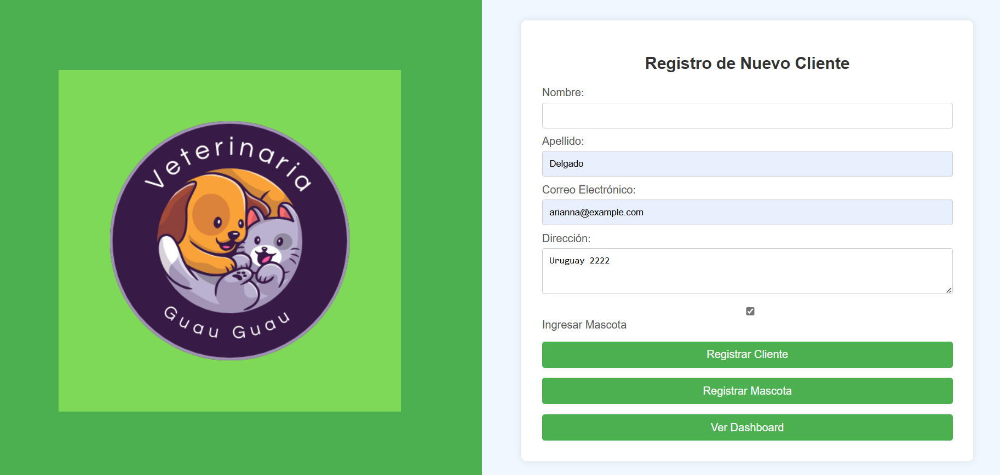 Veterinaria
Guau Guau
Registro de Nuevo Cliente
Nombre:
Apellido:
Delgado
Correo Electrónico:
arianna@example.com
Dirección:
Uruguay 2222
Ingresar Mascota
Registrar Cliente
Registrar Mascota
Ver Dashboard